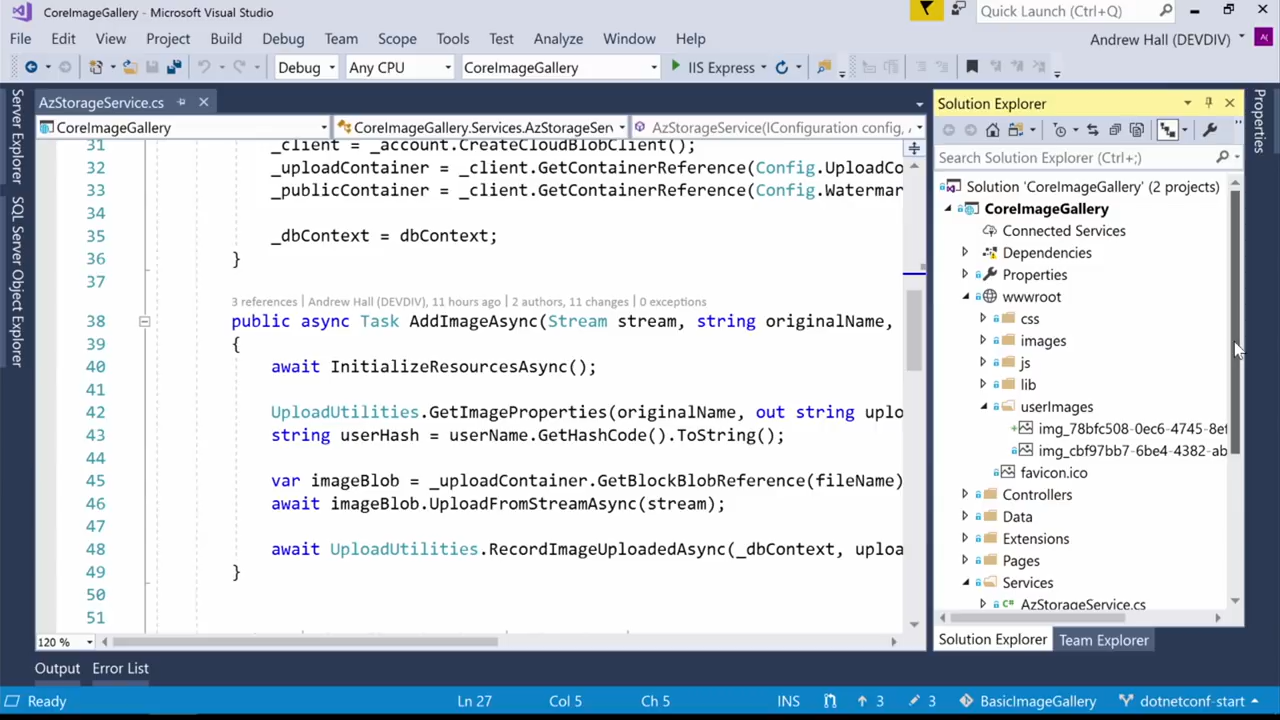 CoreImageGallery - Microsoft Visual Studio
Quick Launch (Ctrl+Q)
File Edit View Project Build Debug Team Scope Tools Test Analyze Window Help
Andrew Hall (DEVDIV)
Debug Any CPU CoreImageGallery IIS Express
Server Explorer
SQL Server Object Explorer
AzStorageService.cs
CoreImageGallery CoreImageGallery.Services.AzStorageSer AzStorageService(IConfiguration config,
31 _client = _account.CreateCloudBlobClient();
32 _uploadContainer = _client.GetContainerReference(Config.UploadCo
33 _publicContainer = _client.GetContainerReference(Config.Watermar
34
35 _dbContext = dbContext;
36 }
37
3 references | Andrew Hall (DEVDIV), 11 hours ago | 2 authors, 11 changes | 0 exceptions
38 public async Task AddImageAsync(Stream stream, string originalName,
39 {
40 await InitializeResourcesAsync();
41
42 UploadUtilities.GetImageProperties(originalName, out string uplo
43 string userHash = userName.GetHashCode().ToString();
44
45 var imageBlob = _uploadContainer.GetBlockBlobReference(fileName)
46 await imageBlob.UploadFromStreamAsync(stream);
47
48 await UploadUtilities.RecordImageUploadedAsync(_dbContext, uploa
49 }
50
51
120 %
Solution Explorer
Search Solution Explorer (Ctrl+;)
Solution 'CoreImageGallery' (2 projects)
CoreImageGallery
Connected Services
Dependencies
Properties
wwwroot
css
images
js
lib
userImages
img_78bfc508-0ec6-4745-8ef
img_cbf97bb7-6be4-4382-ab
favicon.ico
Controllers
Data
Extensions
Pages
Services
C# AzStorageService.cs
Solution Explorer Team Explorer
Properties
Output Error List
Ready Ln 27 Col 5 Ch 5 INS 3 3 BasicImageGallery dotnetconf-start